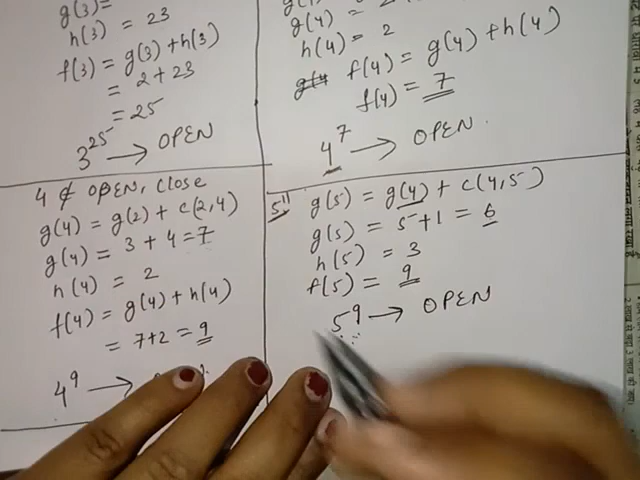 g(3)=
h(3) = 23
f(3) = g(3)+h(3)
= 2+23
= 25
3^25 → OPEN
g(4) =
h(4) = 2
f(4) = g(4)+h(4)
f(4) = 7
4^7 → OPEN.
4 ∉ OPEN, Close
g(4) = g(2) + c(2,4)
g(4) = 3 + 4 = 7
h(4) = 2
f(4) = g(4)+h(4)
= 7+2 = 9
4^9 →
5^11
g(5) = g(4) + c(4,5)
g(5) = 5+1 = 6
h(5) = 3
f(5) = 9
5^9 → OPEN